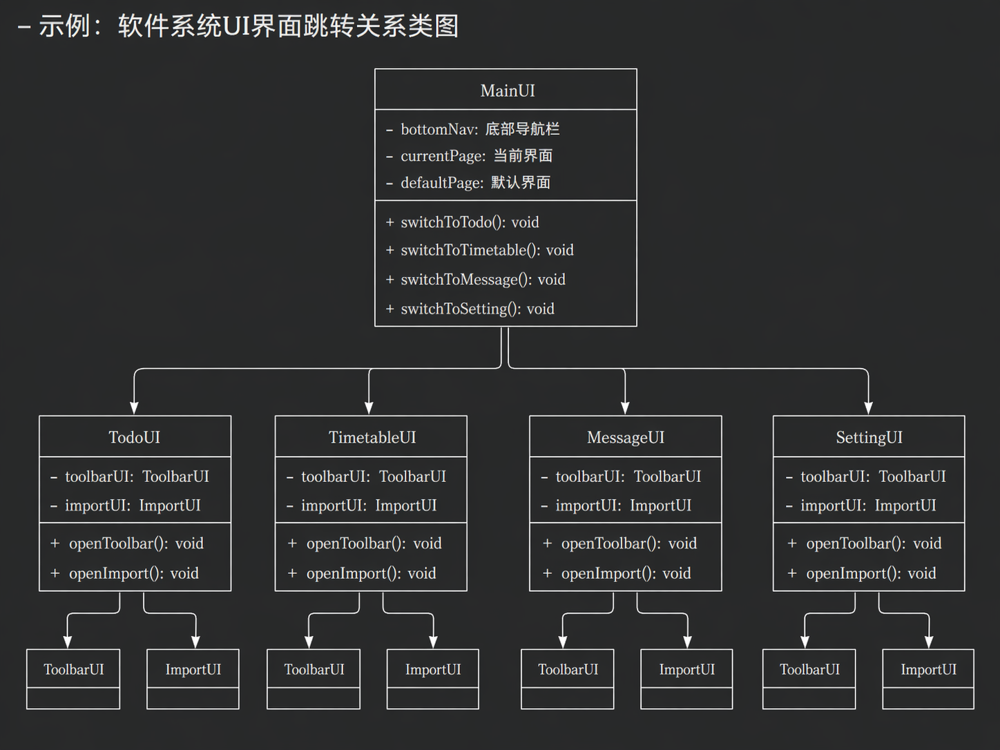 – 示例：软件系统UI界面跳转关系类图
MainUI
– bottomNav: 底部导航栏
– currentPage: 当前界面
– defaultPage: 默认界面
+ switchToTodo(): void
+ switchToTimetable(): void
+ switchToMessage(): void
+ switchToSetting(): void
TodoUI
– toolbarUI: ToolbarUI
– importUI: ImportUI
+ openToolbar(): void
+ openImport(): void
TimetableUI
– toolbarUI: ToolbarUI
– importUI: ImportUI
+ openToolbar(): void
+ openImport(): void
MessageUI
– toolbarUI: ToolbarUI
– importUI: ImportUI
+ openToolbar(): void
+ openImport(): void
SettingUI
– toolbarUI: ToolbarUI
– importUI: ImportUI
+ openToolbar(): void
+ openImport(): void
ToolbarUI
ImportUI
ToolbarUI
ImportUI
ToolbarUI
ImportUI
ToolbarUI
ImportUI